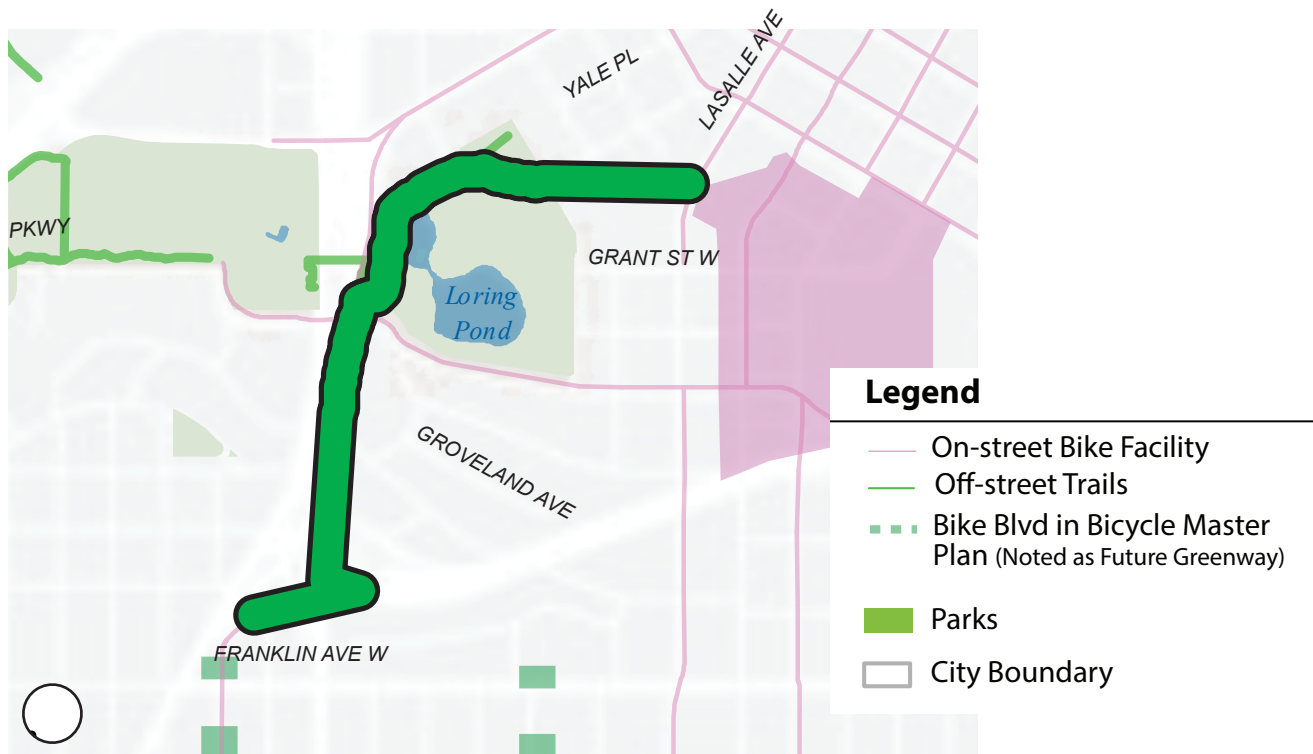 YALE PL
LASALLE AVE
PKWY
GRANT ST W
Loring
Pond
GROVELAND AVE
FRANKLIN AVE W
Legend
On-street Bike Facility
Off-street Trails
Bike Blvd in Bicycle Master
Plan (Noted as Future Greenway)
Parks
City Boundary